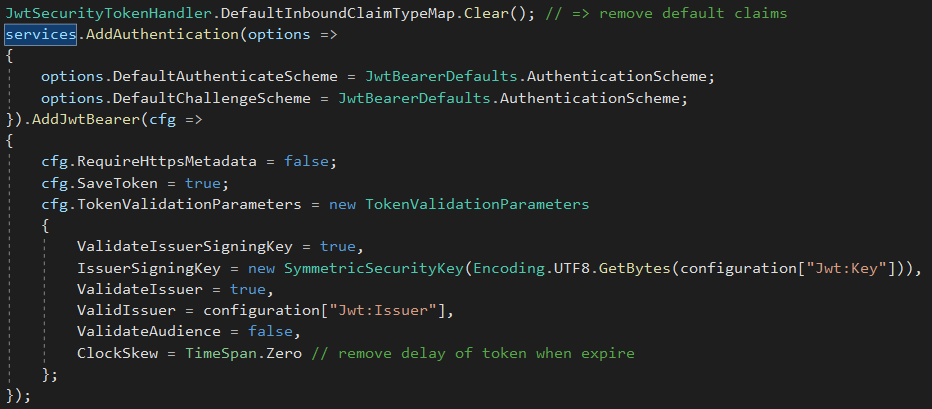 JwtSecurityTokenHandler.DefaultInboundClaimTypeMap.Clear(); // => remove default claims
services.AddAuthentication(options =>
{
    options.DefaultAuthenticateScheme = JwtBearerDefaults.AuthenticationScheme;
    options.DefaultChallengeScheme = JwtBearerDefaults.AuthenticationScheme;
}).AddJwtBearer(cfg =>
{
    cfg.RequireHttpsMetadata = false;
    cfg.SaveToken = true;
    cfg.TokenValidationParameters = new TokenValidationParameters
    {
        ValidateIssuerSigningKey = true,
        IssuerSigningKey = new SymmetricSecurityKey(Encoding.UTF8.GetBytes(configuration["Jwt:Key"])),
        ValidateIssuer = true,
        ValidIssuer = configuration["Jwt:Issuer"],
        ValidateAudience = false,
        ClockSkew = TimeSpan.Zero // remove delay of token when expire
    };
});